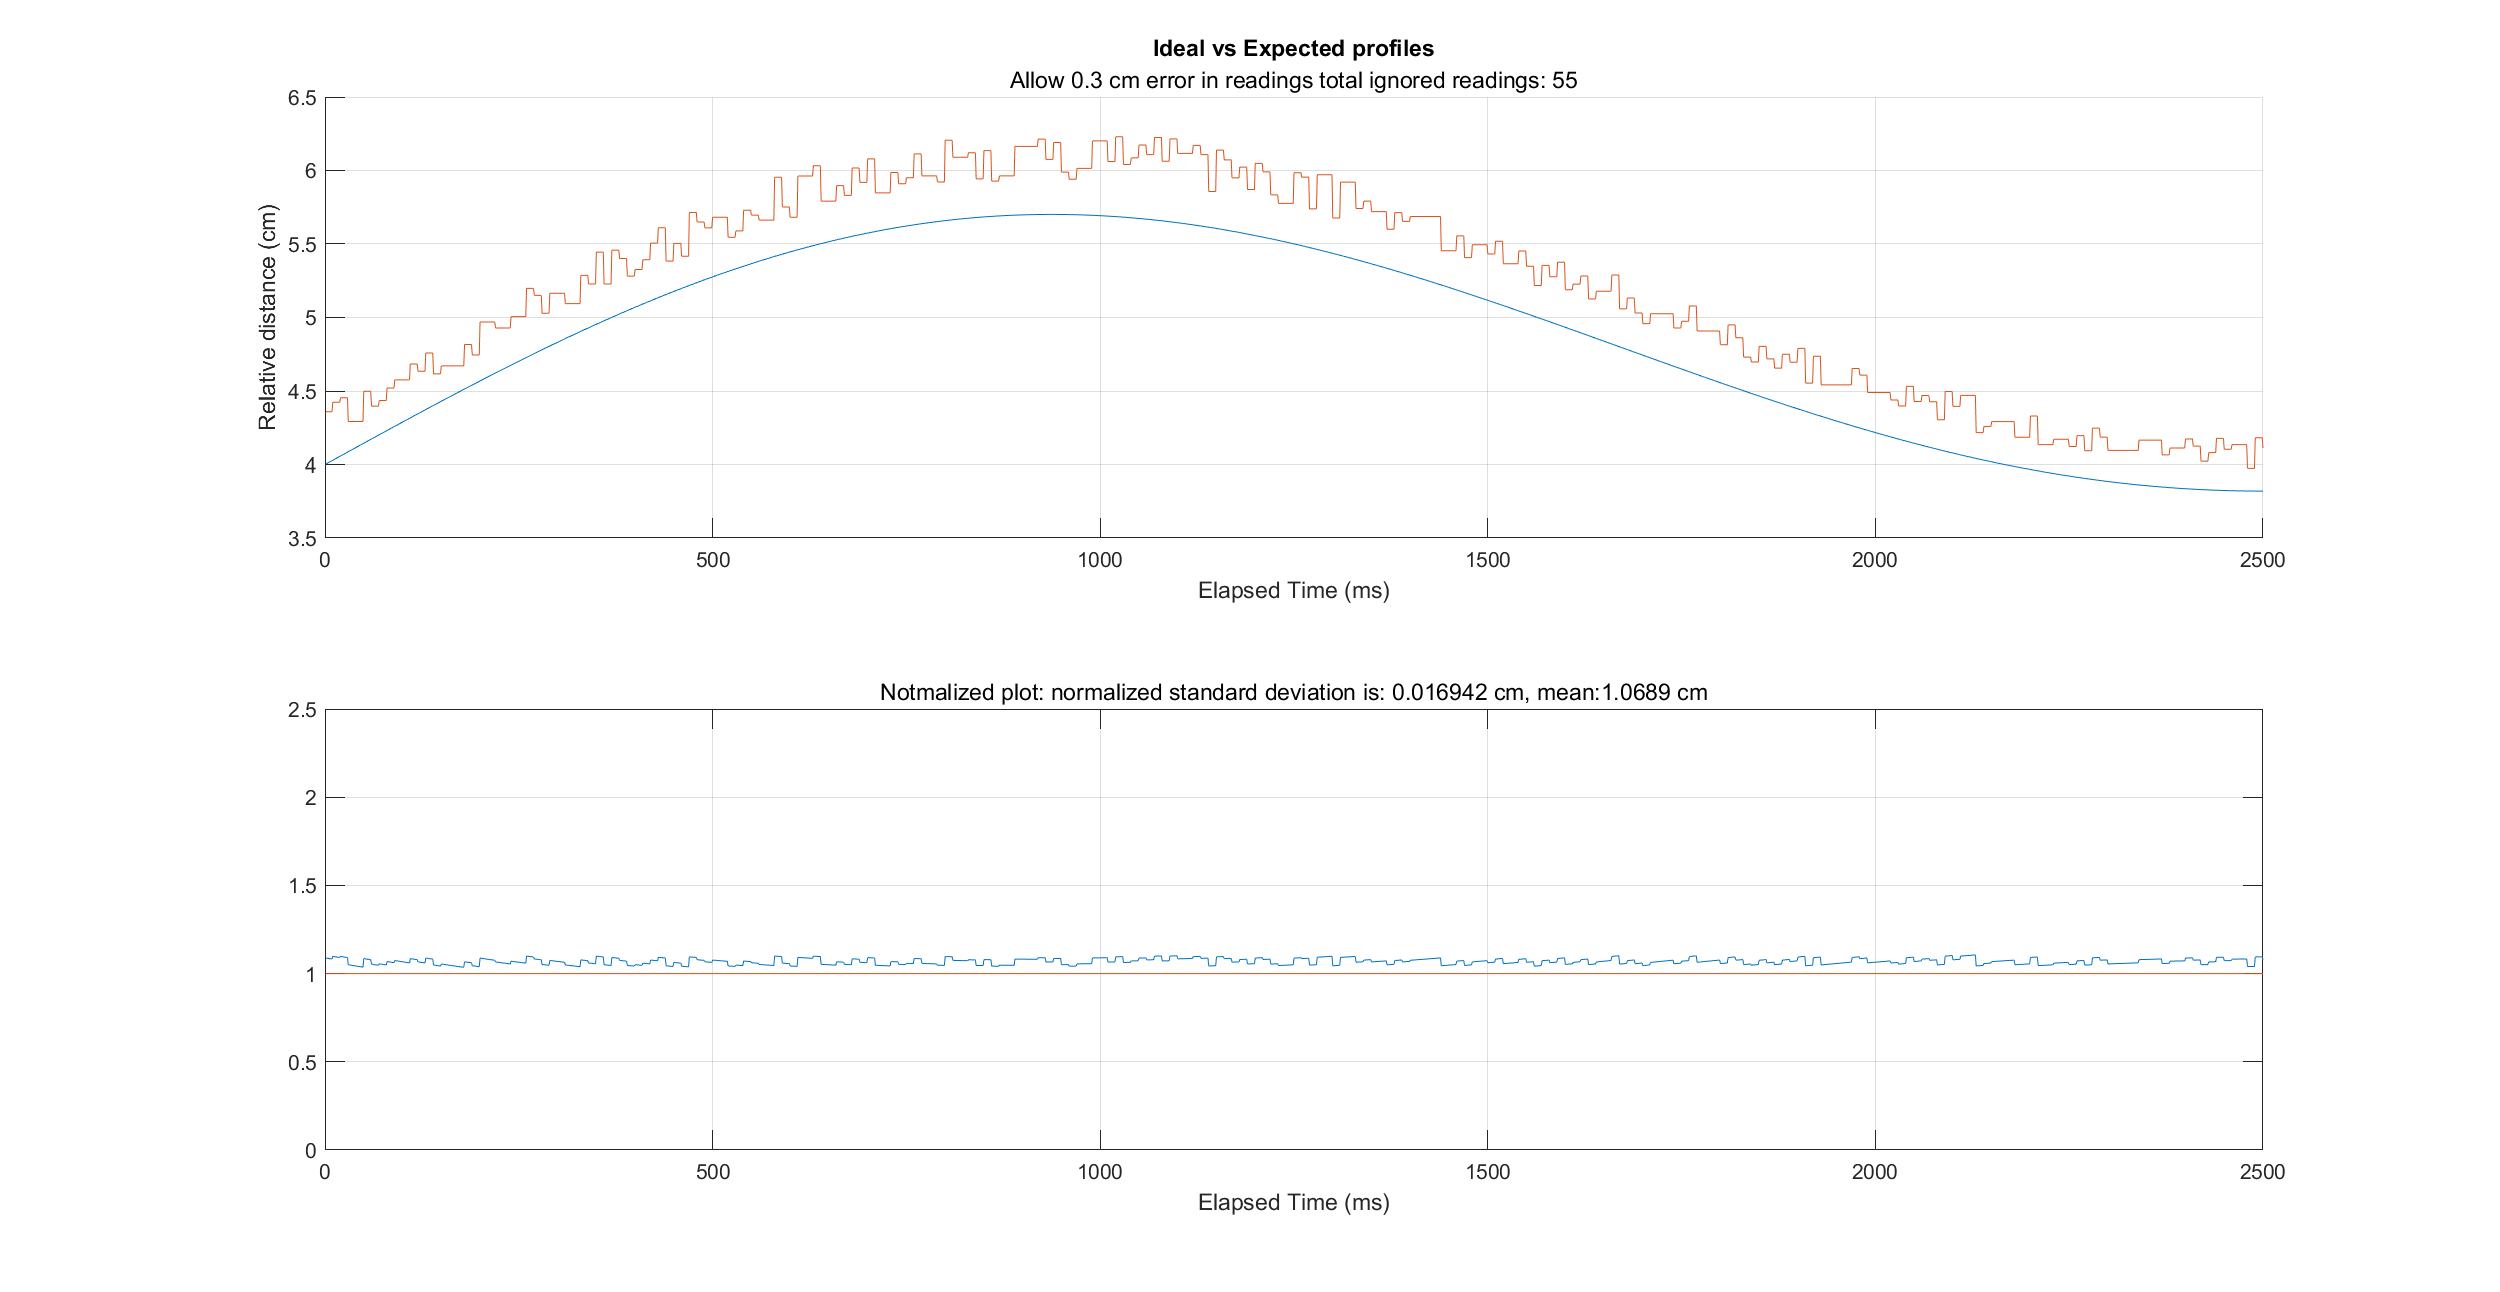 Ideal vs Expected profiles
Allow 0.3 cm error in readings total ignored readings: 55
6.5
6
5.5
5
4.5
4
3.5
Relative distance (cm)
0 500 1000 1500 2000 2500
Elapsed Time (ms)
Notmalized plot: normalized standard deviation is: 0.016942 cm, mean:1.0689 cm
2.5
2
1.5
1
0.5
0
0 500 1000 1500 2000 2500
Elapsed Time (ms)